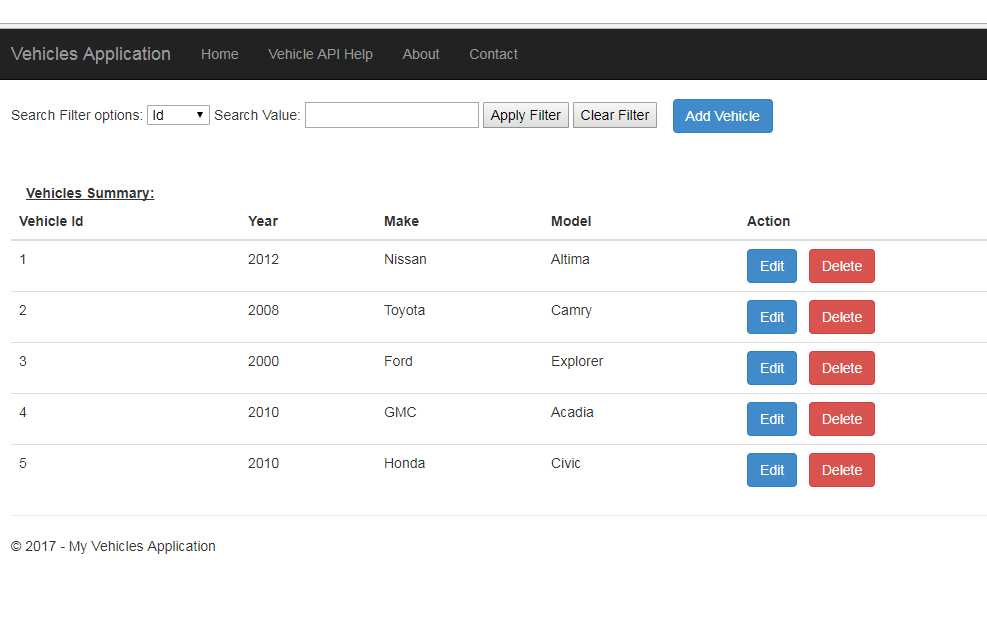 Vehicles Application Home Vehicle API Help About Contact
Search Filter options: Id Search Value: Apply Filter Clear Filter Add Vehicle
Vehicles Summary:
Vehicle Id Year Make Model Action
1 2012 Nissan Altima Edit Delete
2 2008 Toyota Camry Edit Delete
3 2000 Ford Explorer Edit Delete
4 2010 GMC Acadia Edit Delete
5 2010 Honda Civic Edit Delete
© 2017 - My Vehicles Application